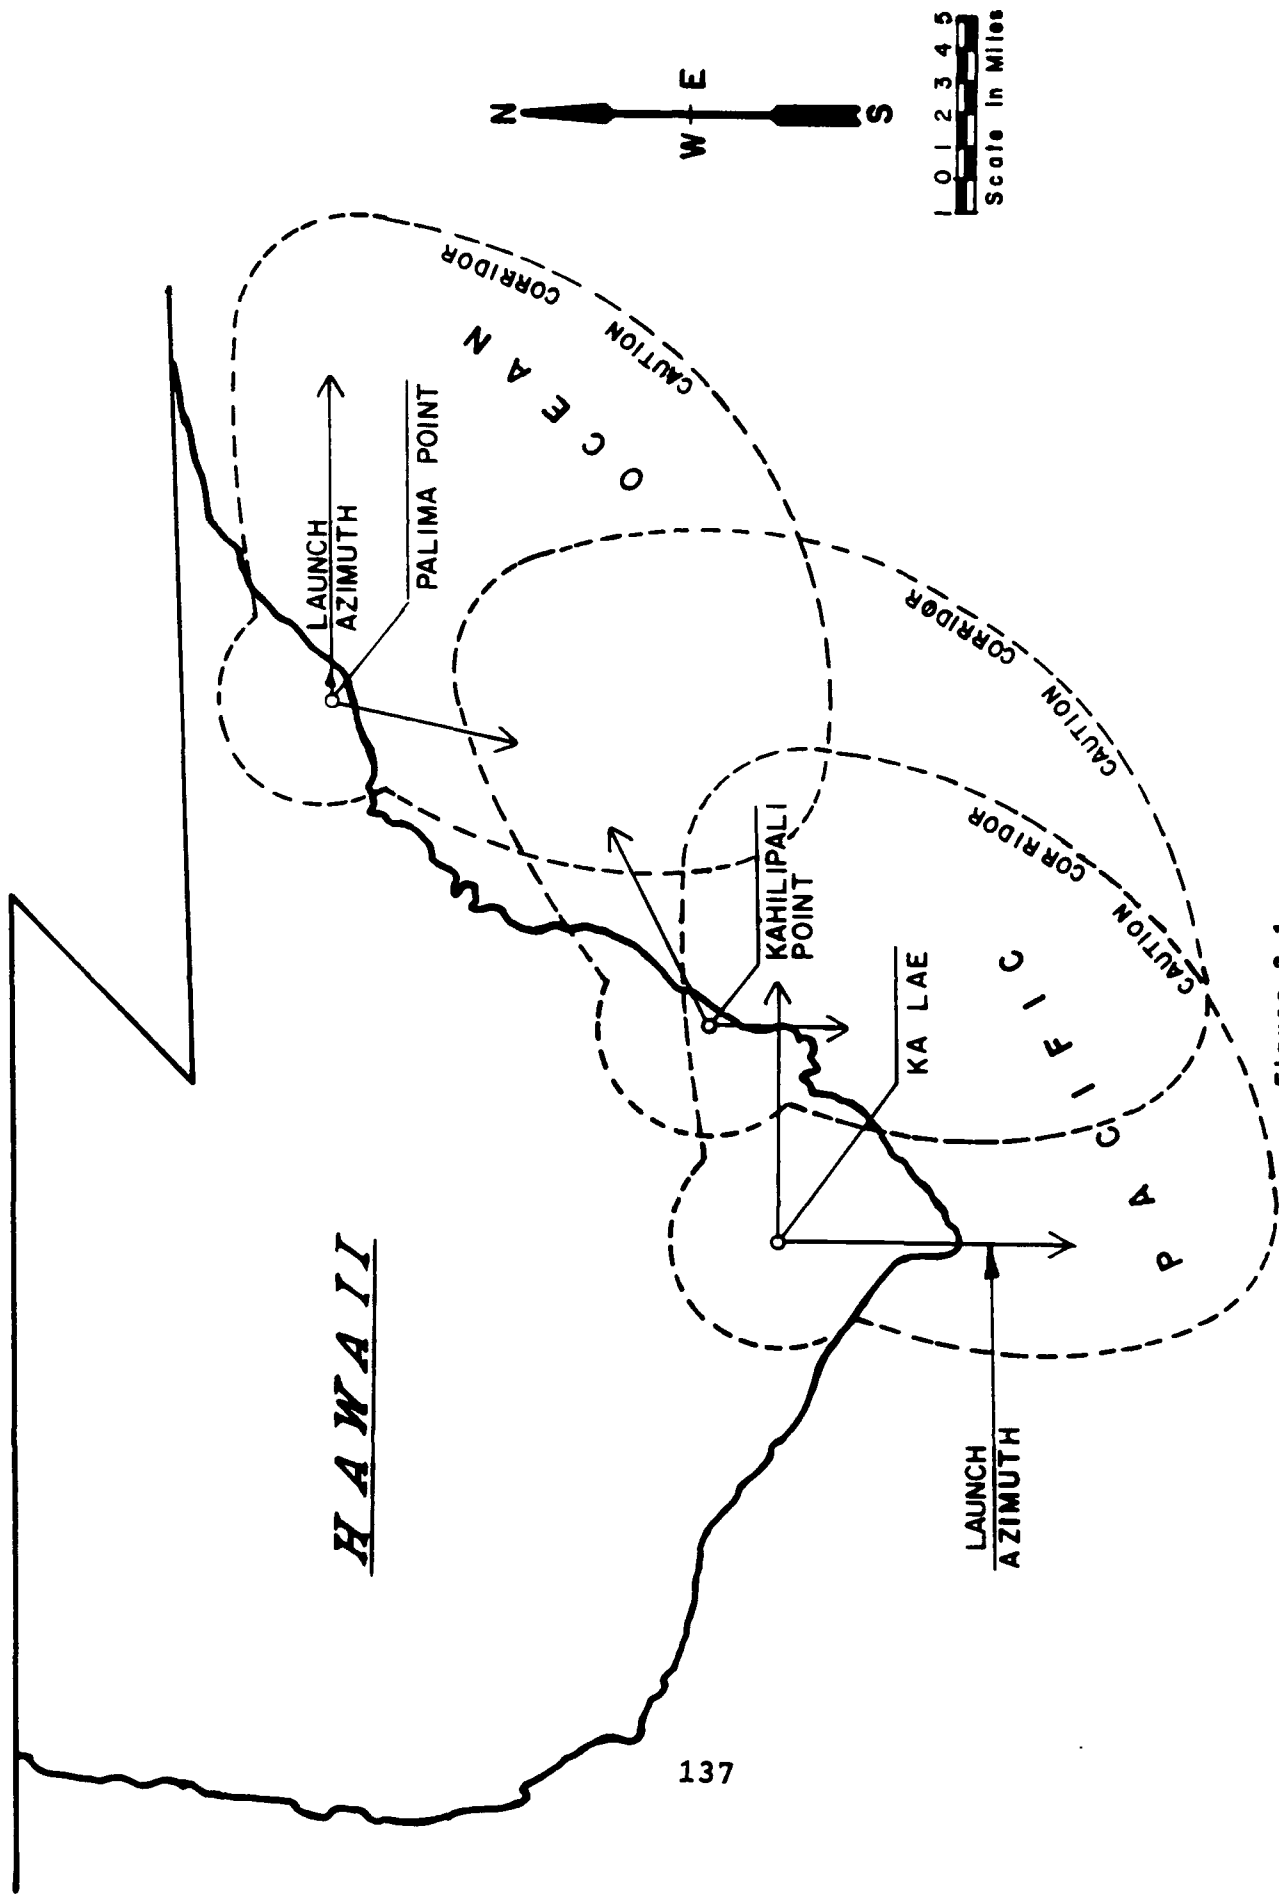 HAWAII
LAUNCH
AZIMUTH
PALIMA POINT
KAHILIPALI
POINT
KA LAE
LAUNCH
AZIMUTH
PACIFIC
OCEAN
CAUTION CORRIDOR
CAUTION CORRIDOR
CAUTION CORRIDOR
N
W E
S
1 0 1 2 3 4 5
Scale In Miles
137